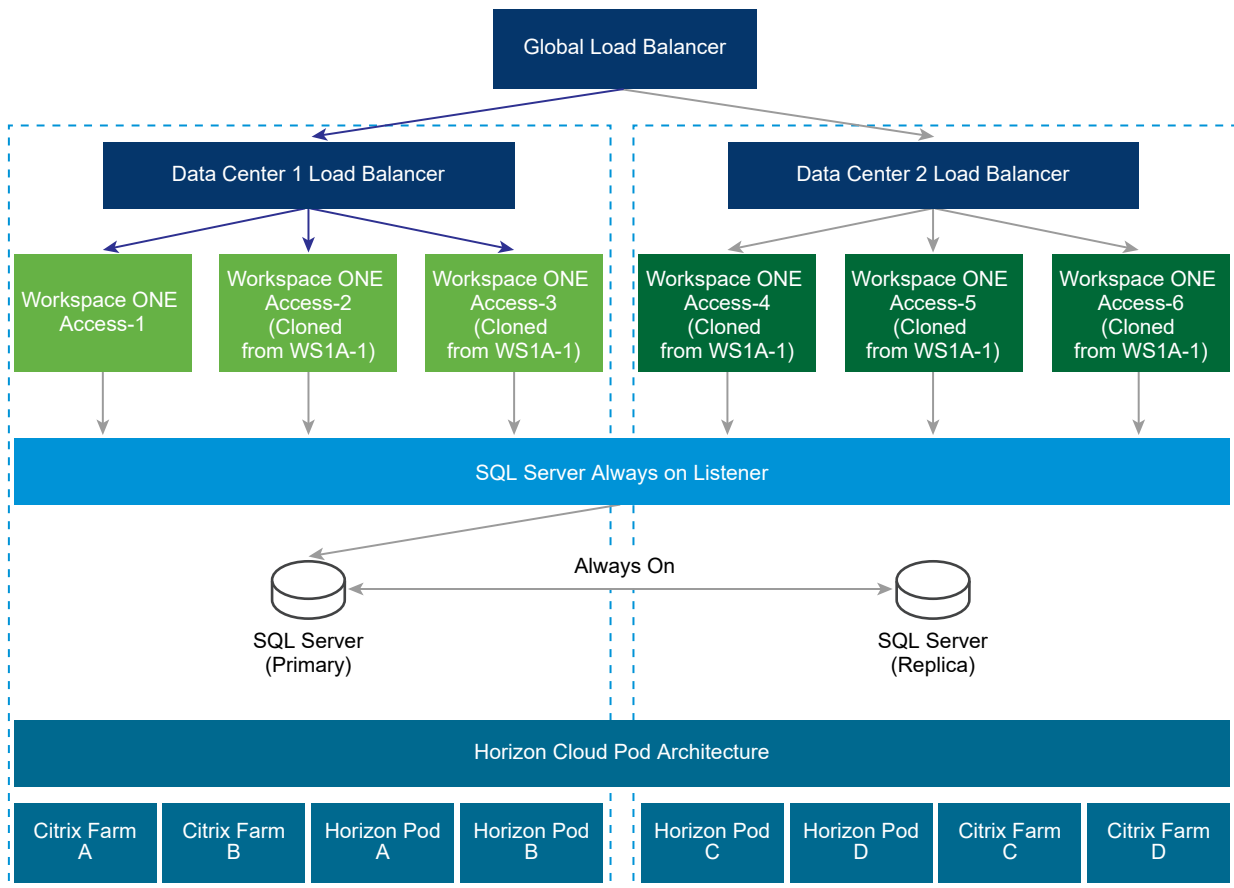 Global Load Balancer
Data Center 1 Load Balancer
Data Center 2 Load Balancer
Workspace ONE
Access-1
Workspace ONE
Access-2
(Cloned
from WS1A-1)
Workspace ONE
Access-3
(Cloned
from WS1A-1)
Workspace ONE
Access-4
(Cloned
from WS1A-1)
Workspace ONE
Access-5
(Cloned
from WS1A-1)
Workspace ONE
Access-6
(Cloned
from WS1A-1)
SQL Server Always on Listener
Always On
SQL Server
(Primary)
SQL Server
(Replica)
Horizon Cloud Pod Architecture
Citrix Farm
A
Citrix Farm
B
Horizon Pod
A
Horizon Pod
B
Horizon Pod
C
Horizon Pod
D
Citrix Farm
C
Citrix Farm
D